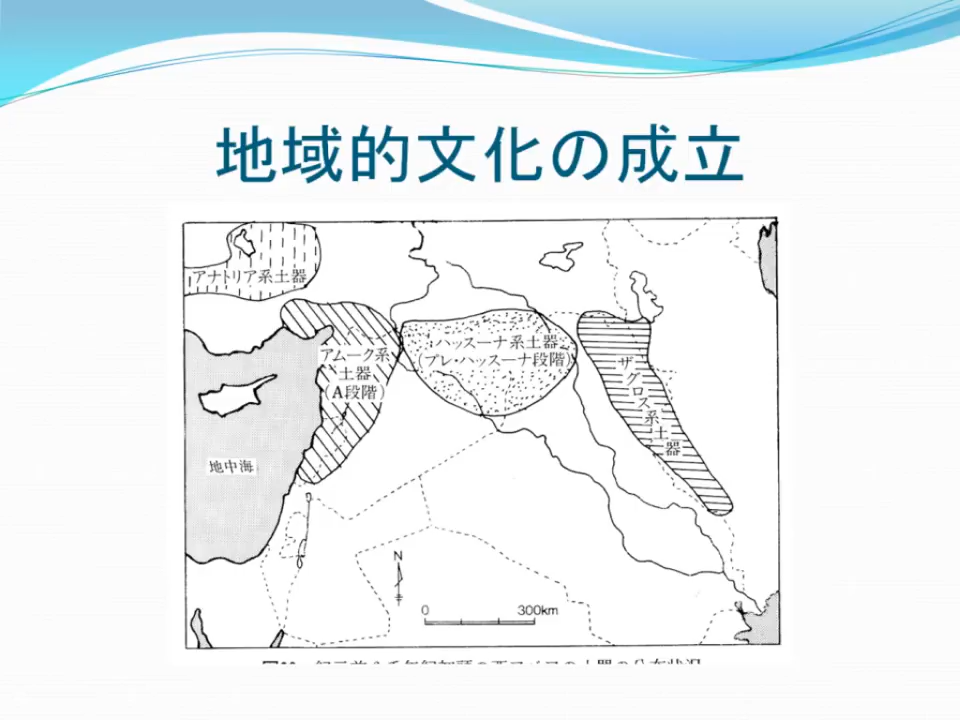 地域的文化の成立
アナトリア系土器
アムーク系
土器
(A段階)
ハッスーナ系土器
(プレ・ハッスーナ段階)
ザグロス系土器
地中海
N
0 300km